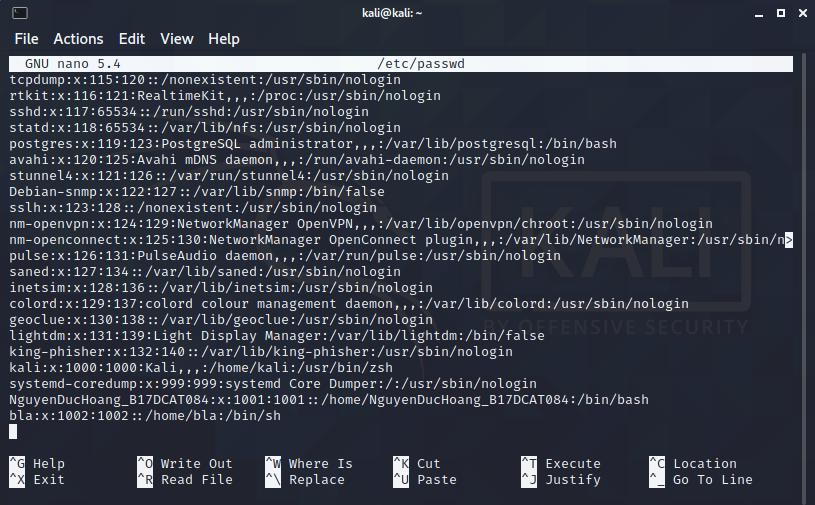 kali@kali: ~
File Actions Edit View Help
GNU nano 5.4 /etc/passwd
tcpdump:x:115:120::/nonexistent:/usr/sbin/nologin
rtkit:x:116:121:RealtimeKit,,,:/proc:/usr/sbin/nologin
sshd:x:117:65534::/run/sshd:/usr/sbin/nologin
statd:x:118:65534::/var/lib/nfs:/usr/sbin/nologin
postgres:x:119:123:PostgreSQL administrator,,,:/var/lib/postgresql:/bin/bash
avahi:x:120:125:Avahi mDNS daemon,,,:/run/avahi-daemon:/usr/sbin/nologin
stunnel4:x:121:126::/var/run/stunnel4:/usr/sbin/nologin
Debian-snmp:x:122:127::/var/lib/snmp:/bin/false
sslh:x:123:128::/nonexistent:/usr/sbin/nologin
nm-openvpn:x:124:129:NetworkManager OpenVPN,,,:/var/lib/openvpn/chroot:/usr/sbin/nologin
nm-openconnect:x:125:130:NetworkManager OpenConnect plugin,,,:/var/lib/NetworkManager:/usr/sbin/n>
pulse:x:126:131:PulseAudio daemon,,,:/var/run/pulse:/usr/sbin/nologin
saned:x:127:134::/var/lib/saned:/usr/sbin/nologin
inetsim:x:128:136::/var/lib/inetsim:/usr/sbin/nologin
colord:x:129:137:colord colour management daemon,,,:/var/lib/colord:/usr/sbin/nologin
geoclue:x:130:138::/var/lib/geoclue:/usr/sbin/nologin
lightdm:x:131:139:Light Display Manager:/var/lib/lightdm:/bin/false
king-phisher:x:132:140::/var/lib/king-phisher:/usr/sbin/nologin
kali:x:1000:1000:Kali,,,:/home/kali:/usr/bin/zsh
systemd-coredump:x:999:999:systemd Core Dumper:/:/usr/sbin/nologin
NguyenDucHoang_B17DCAT084:x:1001:1001::/home/NguyenDucHoang_B17DCAT084:/bin/bash
bla:x:1002:1002::/home/bla:/bin/sh
KALI
BY OFFENSIVE SECURITY
^G Help ^O Write Out ^W Where Is ^K Cut ^T Execute ^C Location
^X Exit ^R Read File ^\ Replace ^U Paste ^J Justify ^_ Go To Line